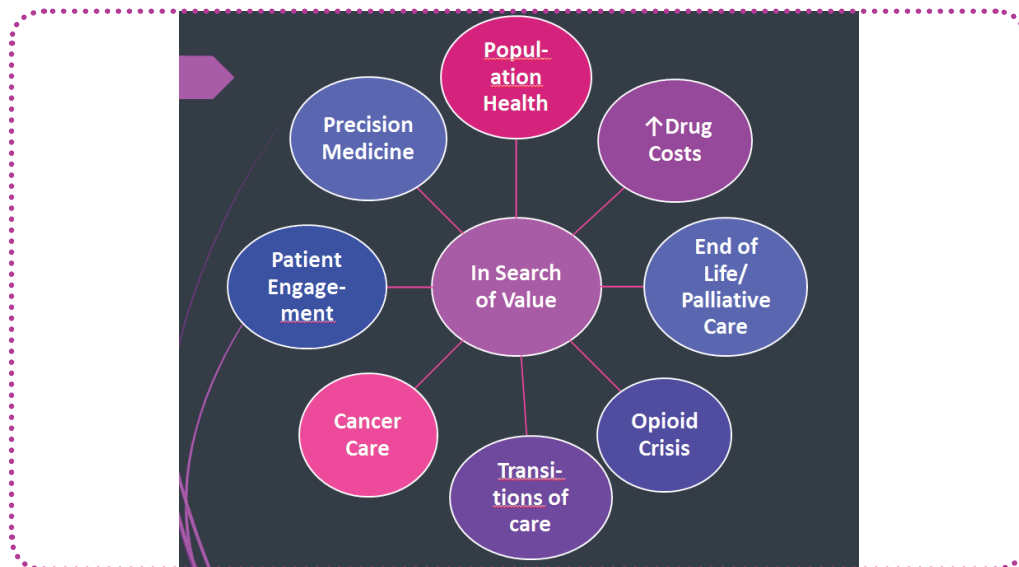 Popul-
ation
Health
↑Drug
Costs
End of
Life/
Palliative
Care
Opioid
Crisis
Transi-
tions of
care
Cancer
Care
Patient
Engage-
ment
Precision
Medicine
In Search
of Value